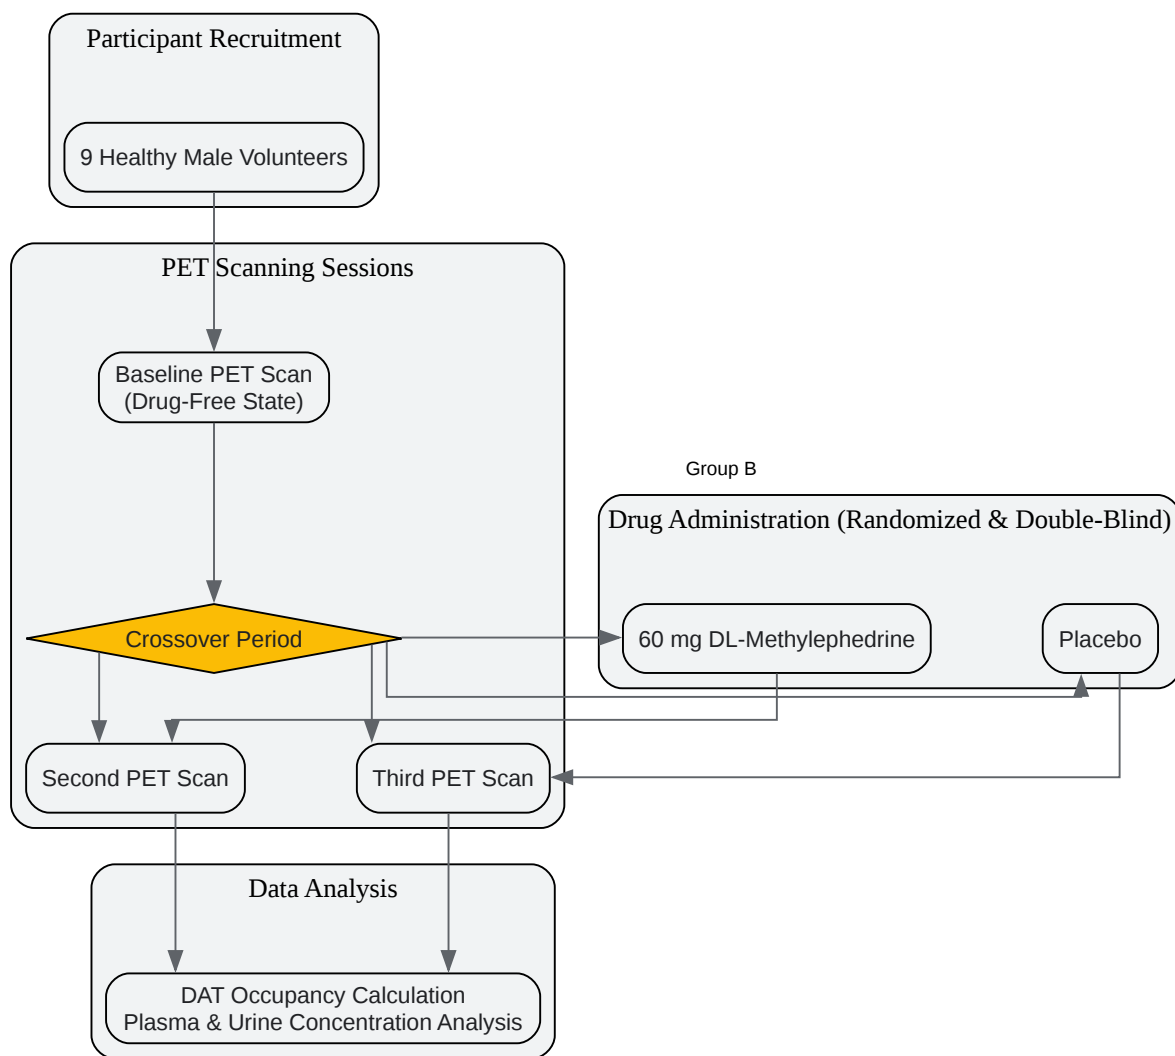 Participant Recruitment
9 Healthy Male Volunteers
PET Scanning Sessions
Baseline PET Scan
(Drug-Free State)
Group B
Drug Administration (Randomized & Double-Blind)
Crossover Period
60 mg DL-Methylephedrine
Placebo
Second PET Scan
Third PET Scan
Data Analysis
DAT Occupancy Calculation
Plasma & Urine Concentration Analysis